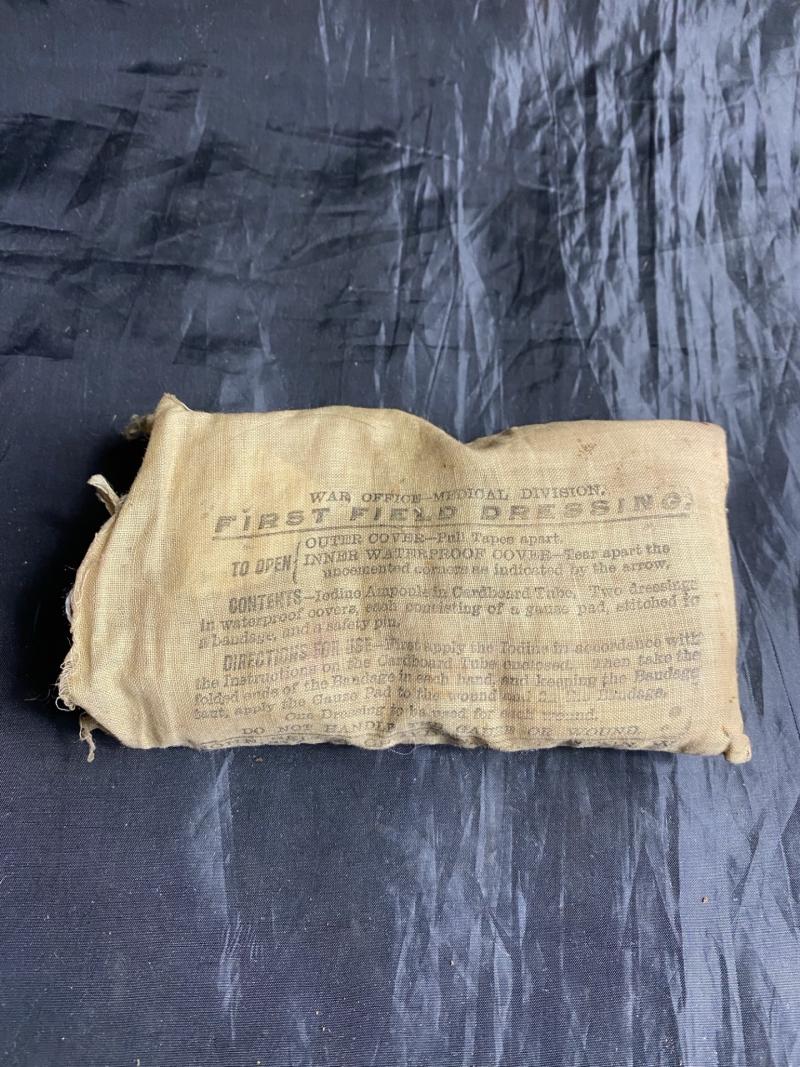 WAR OFFICE—MEDICAL DIVISION.
FIRST FIELD DRESSING.
OUTER COVER—Pull Tapes apart.
TO OPEN { INNER WATERPROOF COVER—Tear apart the
uncemented corners as indicated by the arrow.
CONTENTS—Iodine Ampoule in Cardboard Tube. Two dressings
in waterproof covers, each consisting of a gauze pad, stitched to
a bandage, and a safety pin.
DIRECTIONS FOR USE—First apply the Iodine in accordance with
the Instructions on the Cardboard Tube enclosed. Then take the
folded ends of the Bandage in each hand, and keeping the Bandage
taut, apply the Gauze Pad to the wound and Bandage.
One Dressing to be used for each wound.
DO NOT HANDLE THE GAUZE OR WOUND.